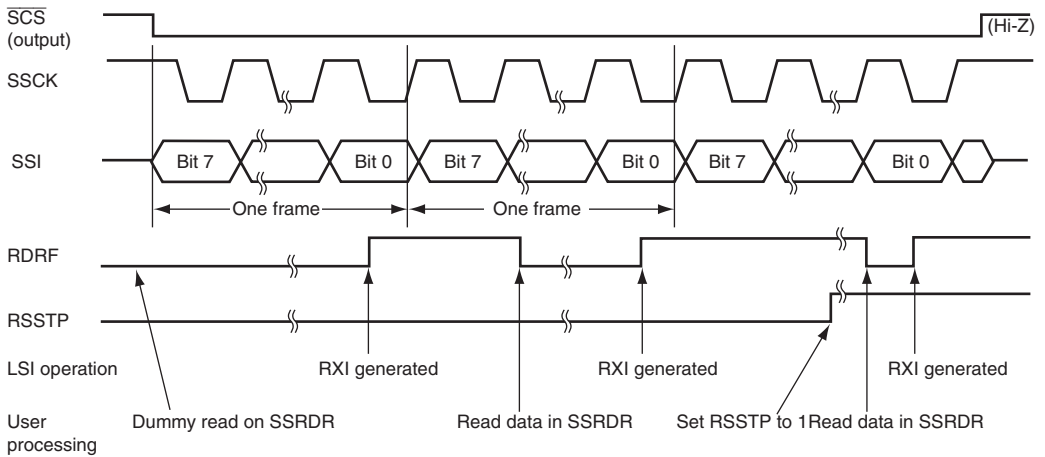 SCS
(output)
(Hi-Z)
SSCK
SSI
Bit 7
Bit 0
Bit 7
Bit 0
Bit 7
Bit 0
One frame
One frame
RDRF
RSSTP
LSI operation
RXI generated
RXI generated
RXI generated
User
processing
Dummy read on SSRDR
Read data in SSRDR
Set RSSTP to 1
Read data in SSRDR